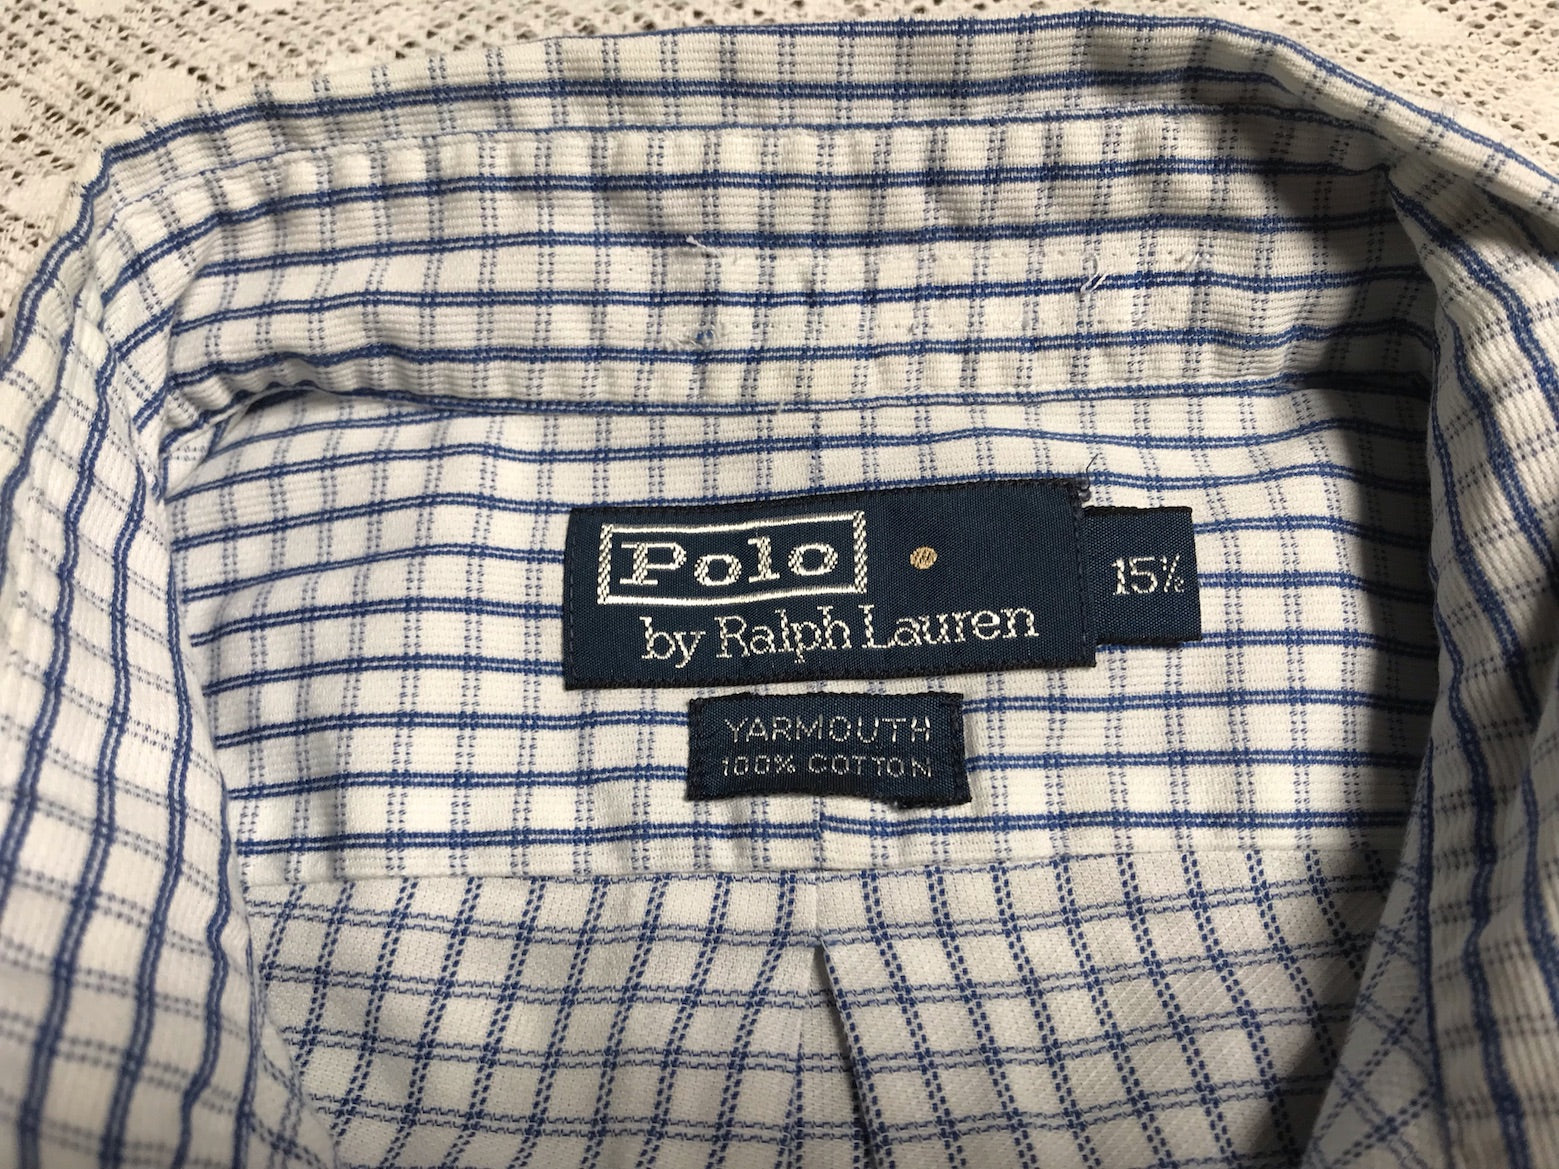 Polo
by Ralph Lauren
15½
YARMOUTH
100% COTTON